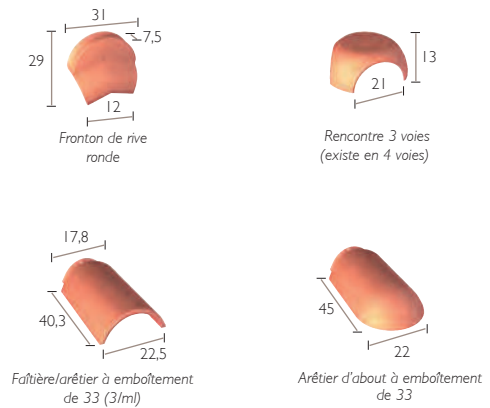 31
7,5
29
12
Fronton de rive
ronde
13
21
Rencontre 3 voies
(existe en 4 voies)
17,8
40,3
22,5
Faîtière/arêtier à emboîtement
de 33 (3/ml)
45
22
Arêtier d'about à emboîtement
de 33